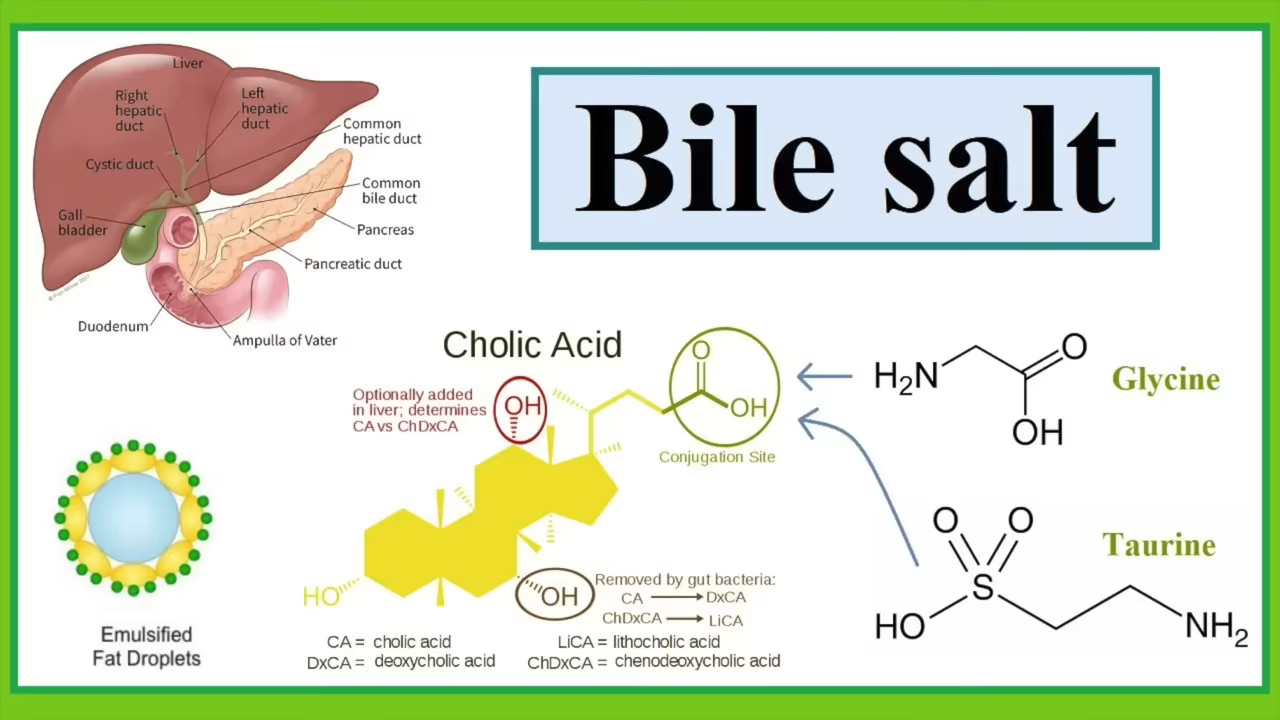 Bile salt
Liver
Right
hepatic
duct
Left
hepatic
duct
Common
hepatic duct
Cystic duct
Common
bile duct
Gall
bladder
Pancreas
Pancreatic duct
Duodenum
Ampulla of Vater
Cholic Acid
Optionally added
in liver; determines
CA vs ChDxCA
OH
O
OH
Conjugation Site
HO
OH
Removed by gut bacteria:
CA → DxCA
ChDxCA → LiCA
CA = cholic acid
DxCA = deoxycholic acid
LiCA = lithocholic acid
ChDxCA = chenodeoxycholic acid
H2N
O
OH
Glycine
O
O
S
HO
NH2
Taurine
Emulsified
Fat Droplets